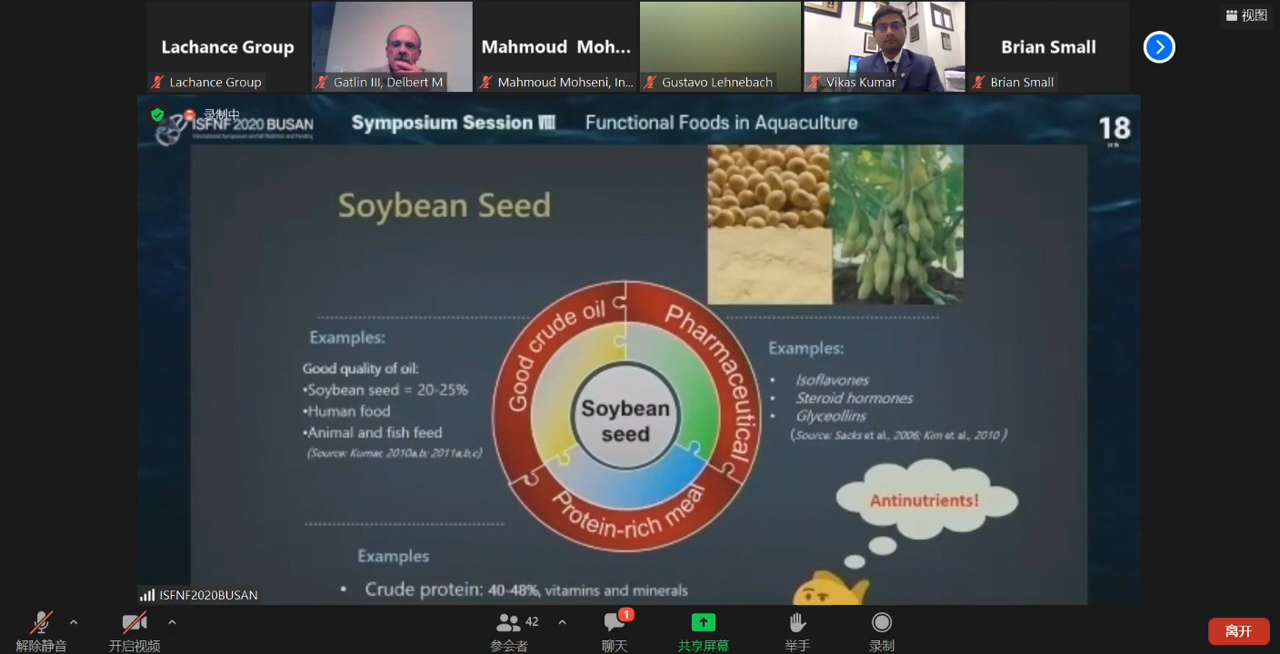 Lachance Group
Mahmoud Moh...
Brian Small
视图
Lachance Group
Gatlin III, Delbert M
Mahmoud Mohseni, In...
Gustavo Lehnebach
Vikas Kumar
Brian Small
录制中
ISFNF2020 BUSAN
Symposium Session Ⅷ
Functional Foods in Aquaculture
18
Soybean Seed
Good crude oil
Pharmaceutical
Protein-rich meal
Soybean
seed
Examples:
Good quality of oil:
•Soybean seed = 20-25%
•Human food
•Animal and fish feed
(Source: Kumar, 2010a,b; 2011a,b,c)
Examples:
• Isoflavones
• Steroid hormones
• Glyceollins
(Source: Sacks et al., 2006; Kim et al., 2010)
Antinutrients!
Examples
• Crude protein: 40-48%, vitamins and minerals
ISFNF2020BUSAN
解除静音
开启视频
42
参会者
1
聊天
共享屏幕
举手
录制
离开